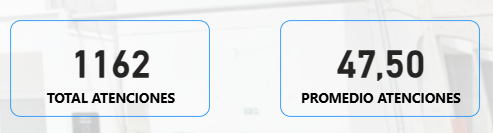 1162
TOTAL ATENCIONES
47,50
PROMEDIO ATENCIONES